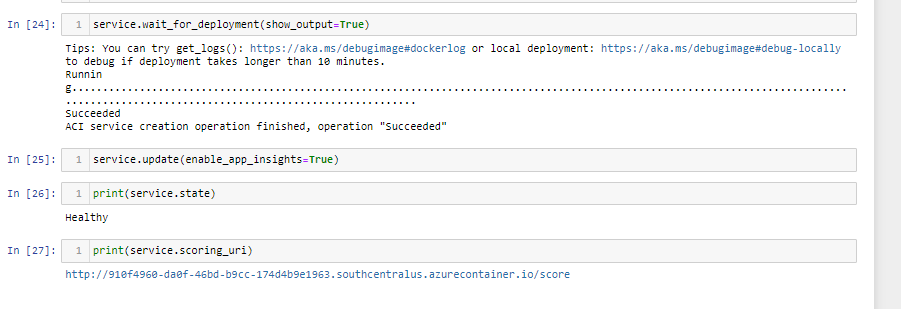 In [24]: 1 service.wait_for_deployment(show_output=True)
Tips: You can try get_logs(): https://aka.ms/debugimage#dockerlog or local deployment: https://aka.ms/debugimage#debug-locally
to debug if deployment takes longer than 10 minutes.
Runnin
g..............................................................................................................................
.........................................................
Succeeded
ACI service creation operation finished, operation "Succeeded"
In [25]: 1 service.update(enable_app_insights=True)
In [26]: 1 print(service.state)
Healthy
In [27]: 1 print(service.scoring_uri)
http://910f4960-da0f-46bd-b9cc-174d4b9e1963.southcentralus.azurecontainer.io/score